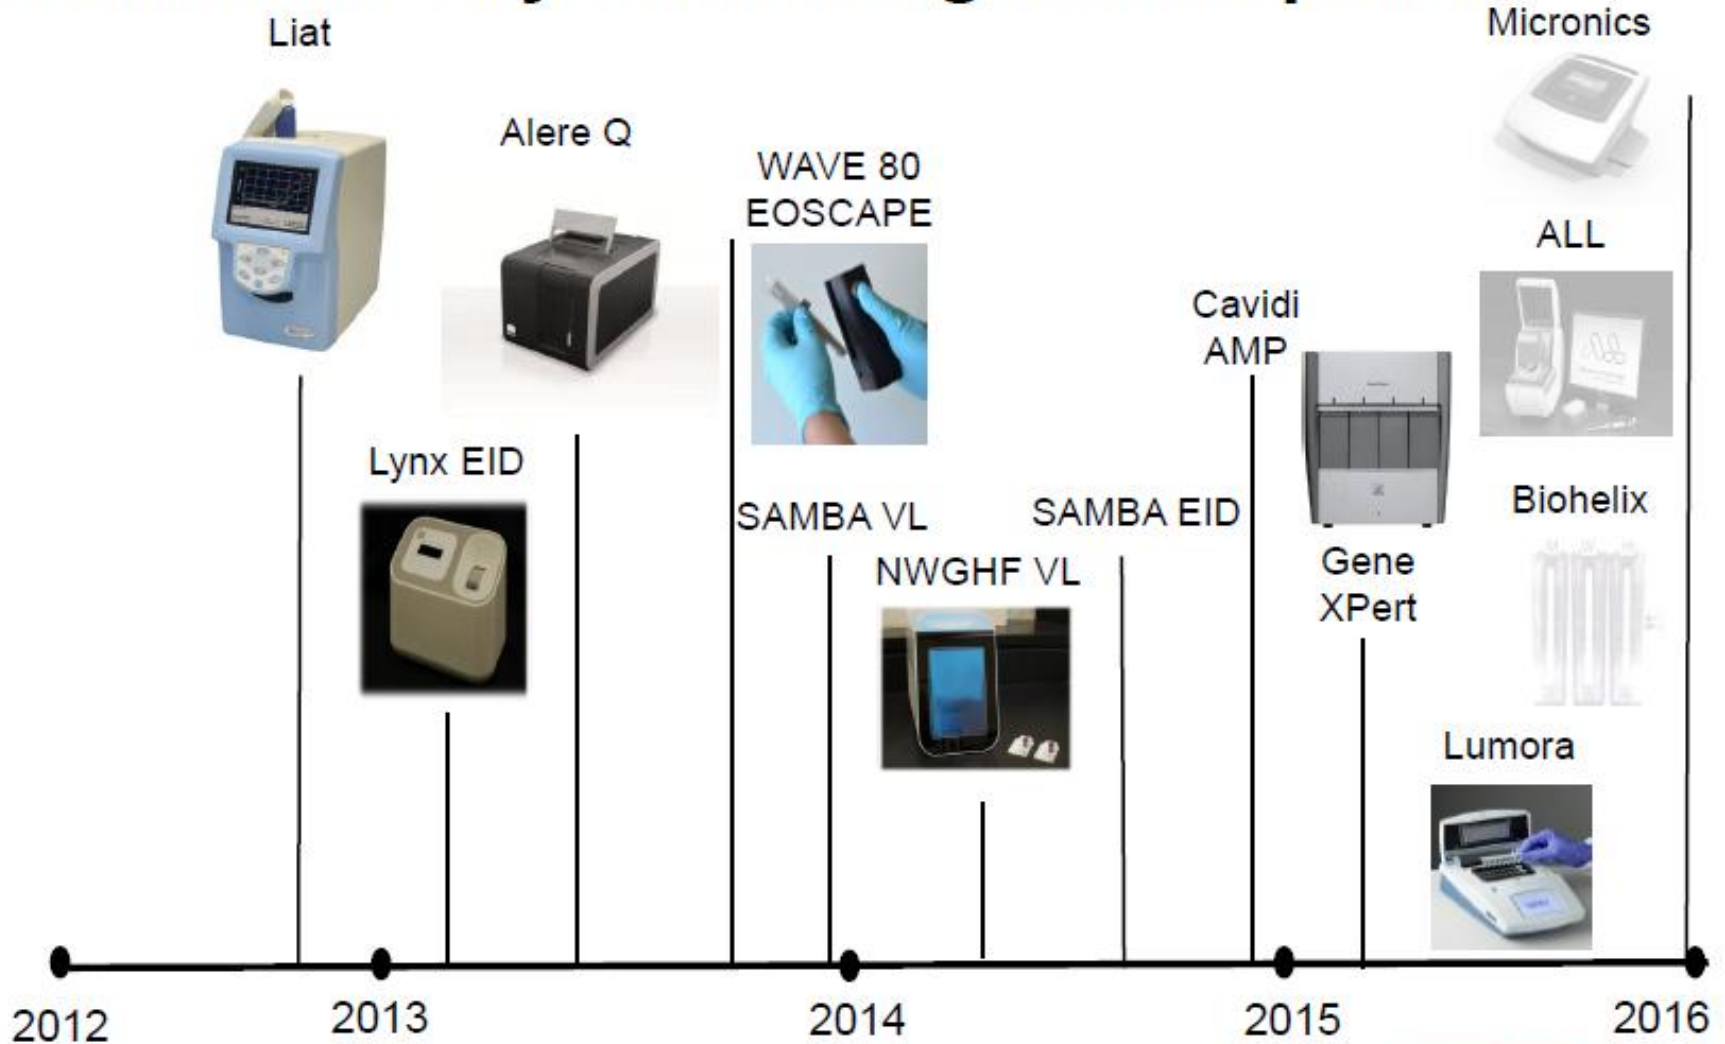 Liat
Micronics
Alere Q
WAVE 80
EOSCAPE
ALL
Cavidi
AMP
Lynx EID
SAMBA VL
SAMBA EID
Biohelix
NWGHF VL
Gene
XPert
Lumora
2012
2013
2014
2015
2016